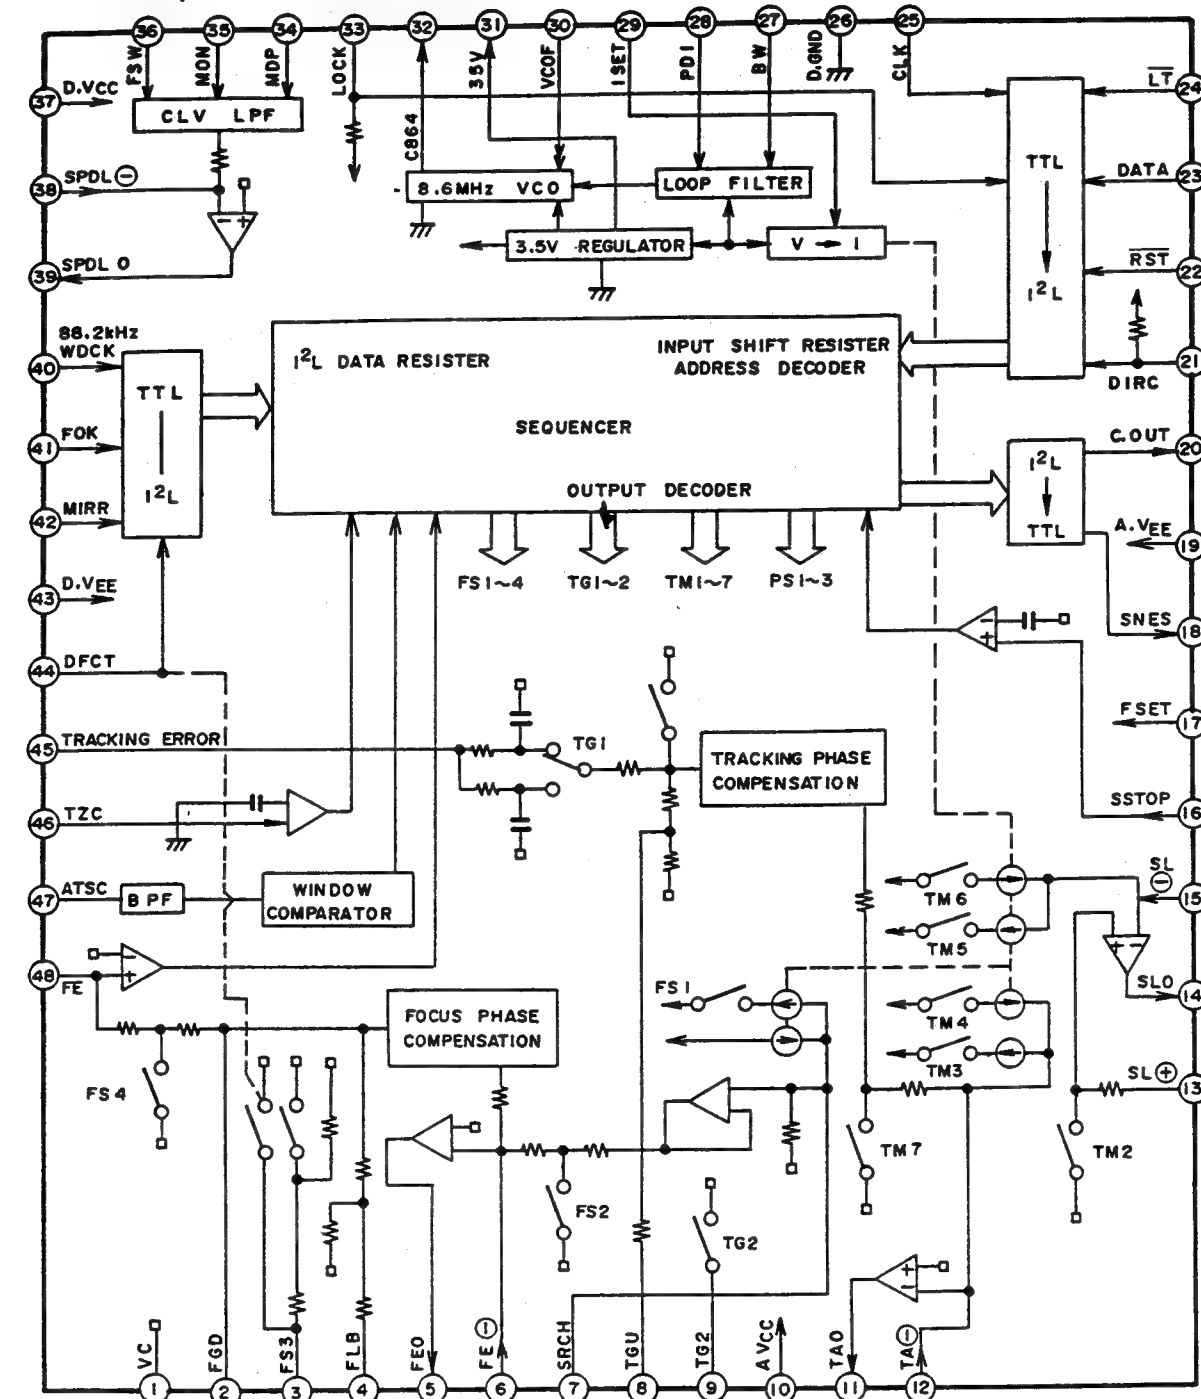 36 35 34 33 32 31 30 29 28 27 26 25
FSW MON MDP LOCK C864 3.5V VCOF ISET PDI BW D.GND CLK
37 D.VCC
CLV LPF
LT 24
38 SPDL ⊖
8.6MHz VCO
LOOP FILTER
TTL
DATA 23
39 SPDL O
3.5V REGULATOR
V → I
I²L
RST 22
88.2kHz
40 WDCK
I²L DATA RESISTER
INPUT SHIFT RESISTER
ADDRESS DECODER
DIRC 21
TTL
41 FOK
SEQUENCER
C.OUT 20
I²L
I²L
42 MIRR
OUTPUT DECODER
TTL
A.VEE 19
43 D.VEE
FS1~4 TG1~2 TM1~7 PS1~3
SNES 18
44 DFCT
FSET 17
45 TRACKING ERROR
TG1
TRACKING PHASE
COMPENSATION
46 TZC
SSTOP 16
47 ATSC
BPF
WINDOW
COMPARATOR
TM6
SL
⊖ 15
TM5
48 FE
FS1
SLO 14
FOCUS PHASE
COMPENSATION
TM4
FS4
TM3
SL ⊕ 13
TM7
TM2
FS2
TG2
VC FGD FS3 FLB FEO FE ⊖ SRCH TGU TG2 AVCC TAO TA ⊖
1 2 3 4 5 6 7 8 9 10 11 12